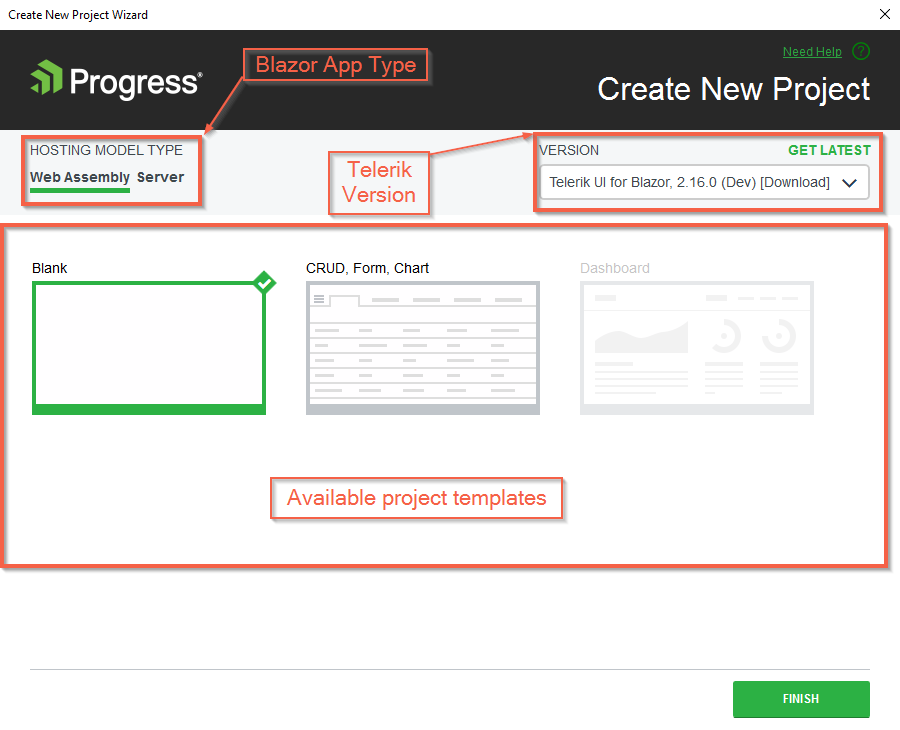 Create New Project Wizard
Need Help ?
Progress®
Blazor App Type
Create New Project
HOSTING MODEL TYPE
Web Assembly Server
Telerik
Version
VERSION
GET LATEST
Telerik UI for Blazor, 2.16.0 (Dev) [Download]
Blank
CRUD, Form, Chart
Dashboard
Available project templates
FINISH